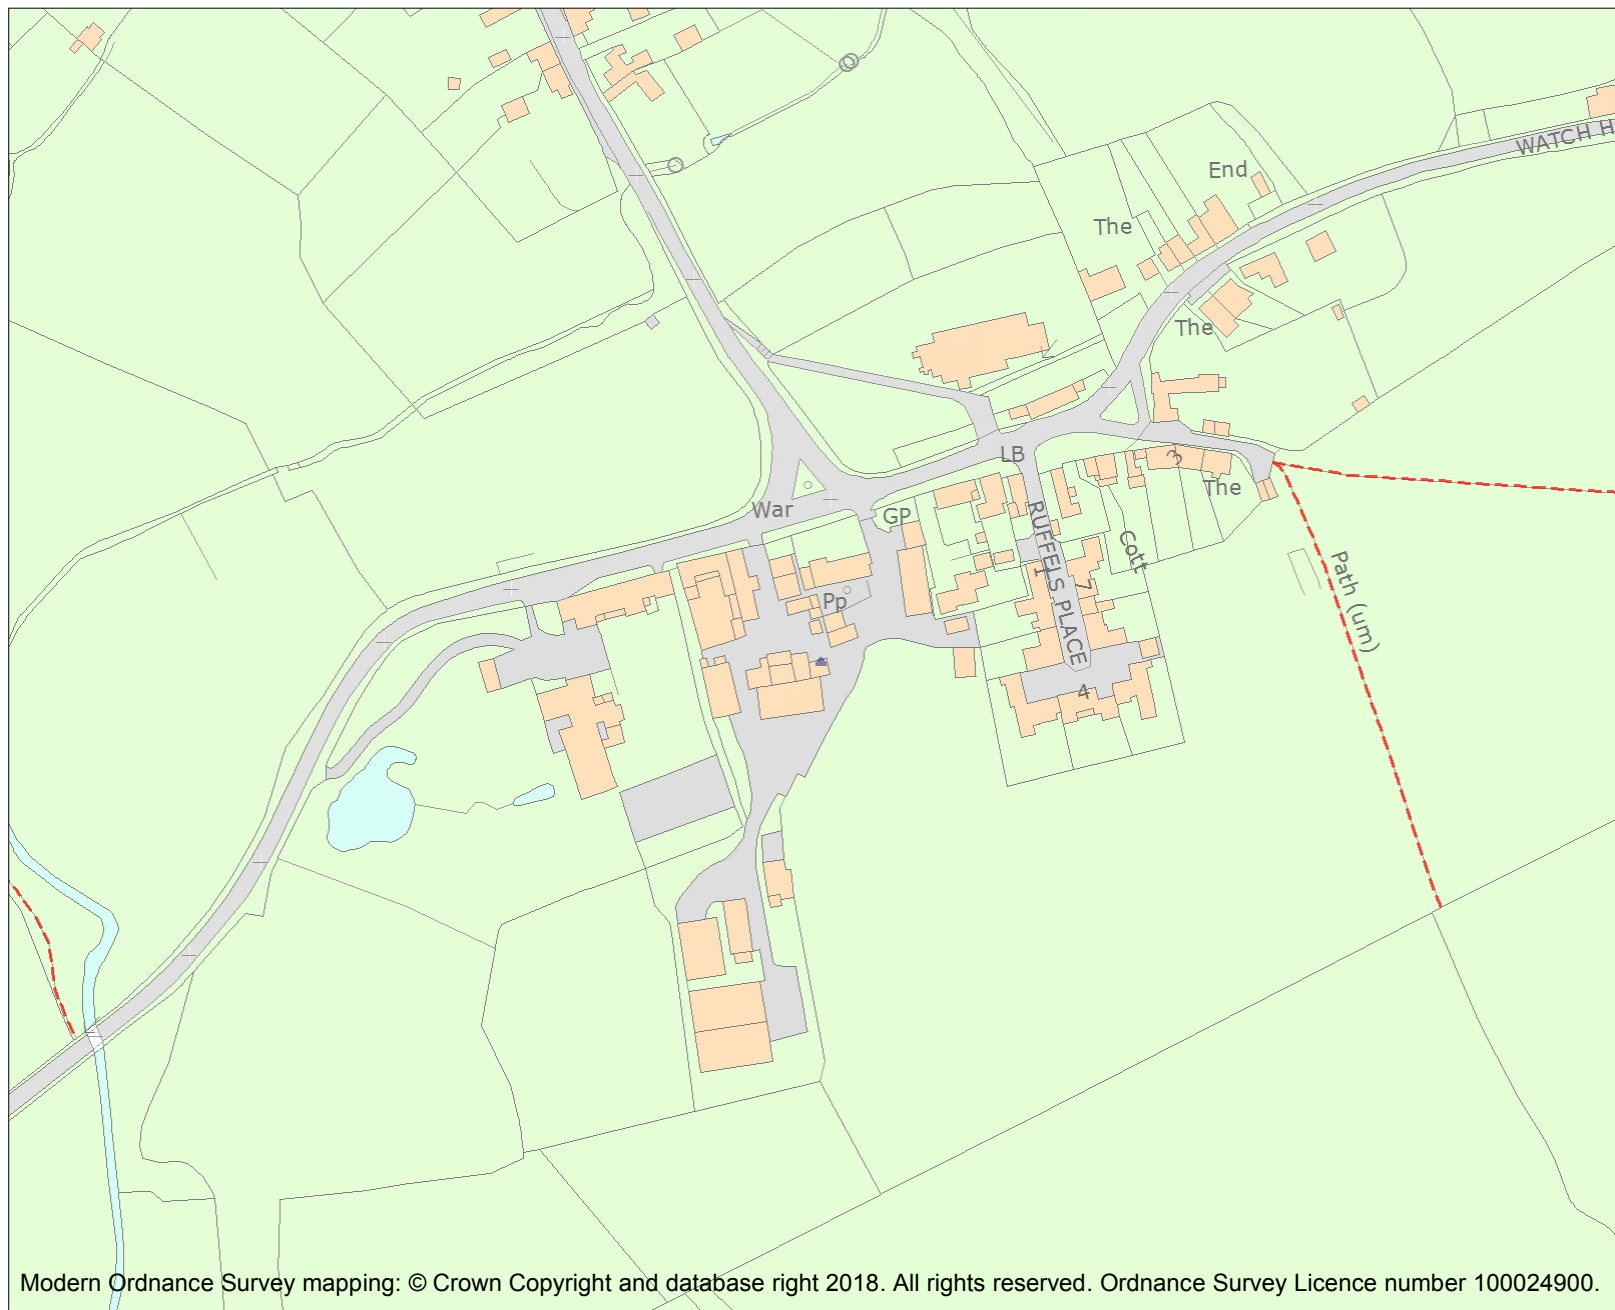 WATCH H
End
The
The
LB
3
The
War
GP
RUFFELS PLACE
Cott
1
7
Path (um)
Pp
4
Modern Ordnance Survey mapping: © Crown Copyright and database right 2018. All rights reserved. Ordnance Survey Licence number 100024900.